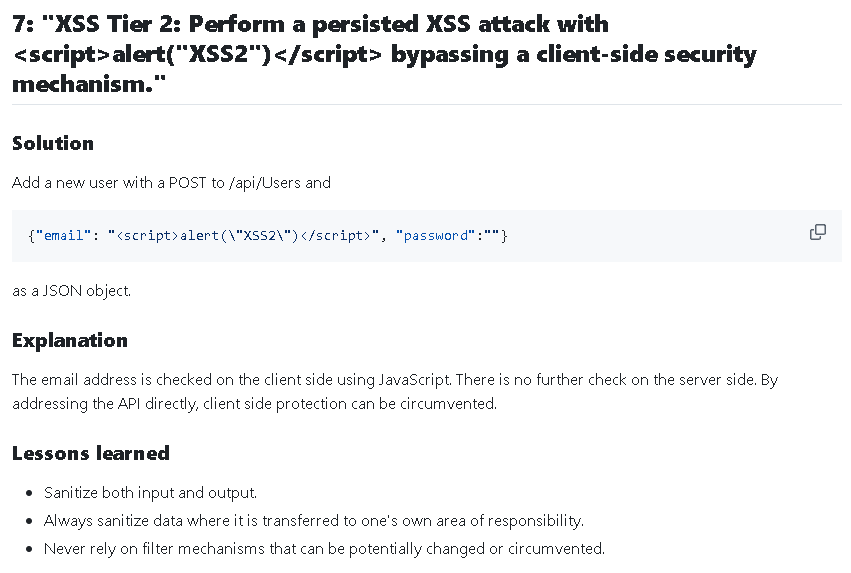 7: "XSS Tier 2: Perform a persisted XSS attack with
<script>alert("XSS2")</script> bypassing a client-side security
mechanism."
Solution
Add a new user with a POST to /api/Users and
{"email": "<script>alert(\"XSS2\")</script>", "password":""}
as a JSON object.
Explanation
The email address is checked on the client side using JavaScript. There is no further check on the server side. By
addressing the API directly, client side protection can be circumvented.
Lessons learned
• Sanitize both input and output.
• Always sanitize data where it is transferred to one's own area of responsibility.
• Never rely on filter mechanisms that can be potentially changed or circumvented.